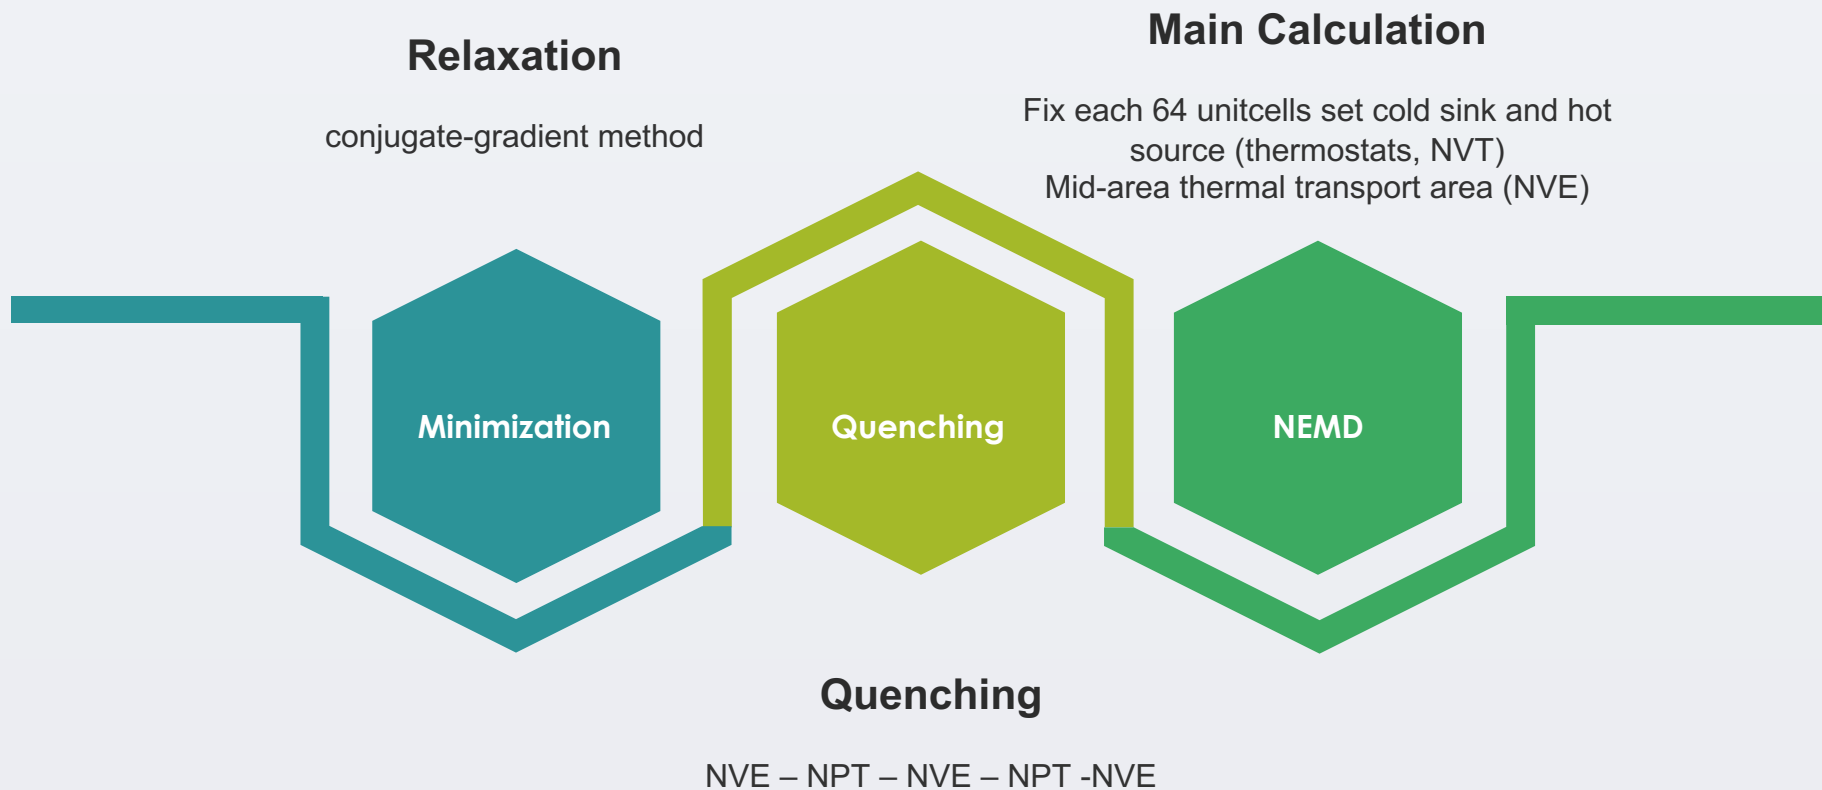 Relaxation
conjugate-gradient method
Main Calculation
Fix each 64 unitcells set cold sink and hot
source (thermostats, NVT)
Mid-area thermal transport area (NVE)
Minimization
Quenching
NEMD
Quenching
NVE – NPT – NVE – NPT -NVE